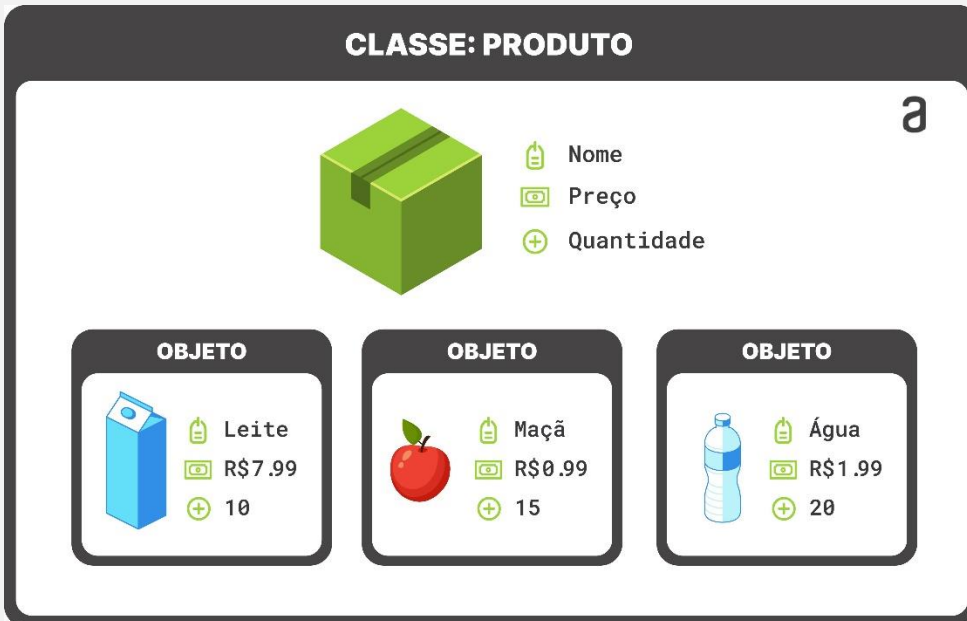 CLASSE: PRODUTO
a
Nome
Preço
Quantidade
OBJETO
Leite
R$7.99
10
OBJETO
Maçã
R$0.99
15
OBJETO
Água
R$1.99
20